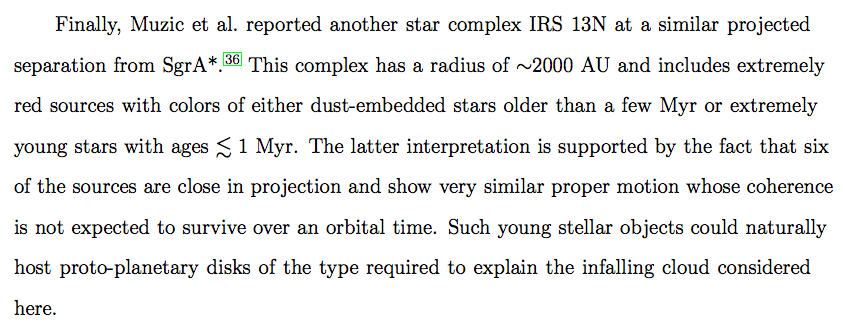 Finally, Muzic et al. reported another star complex IRS 13N at a similar projected
separation from SgrA*.36 This complex has a radius of ∼2000 AU and includes extremely
red sources with colors of either dust-embedded stars older than a few Myr or extremely
young stars with ages ≲ 1 Myr. The latter interpretation is supported by the fact that six
of the sources are close in projection and show very similar proper motion whose coherence
is not expected to survive over an orbital time. Such young stellar objects could naturally
host proto-planetary disks of the type required to explain the infalling cloud considered
here.